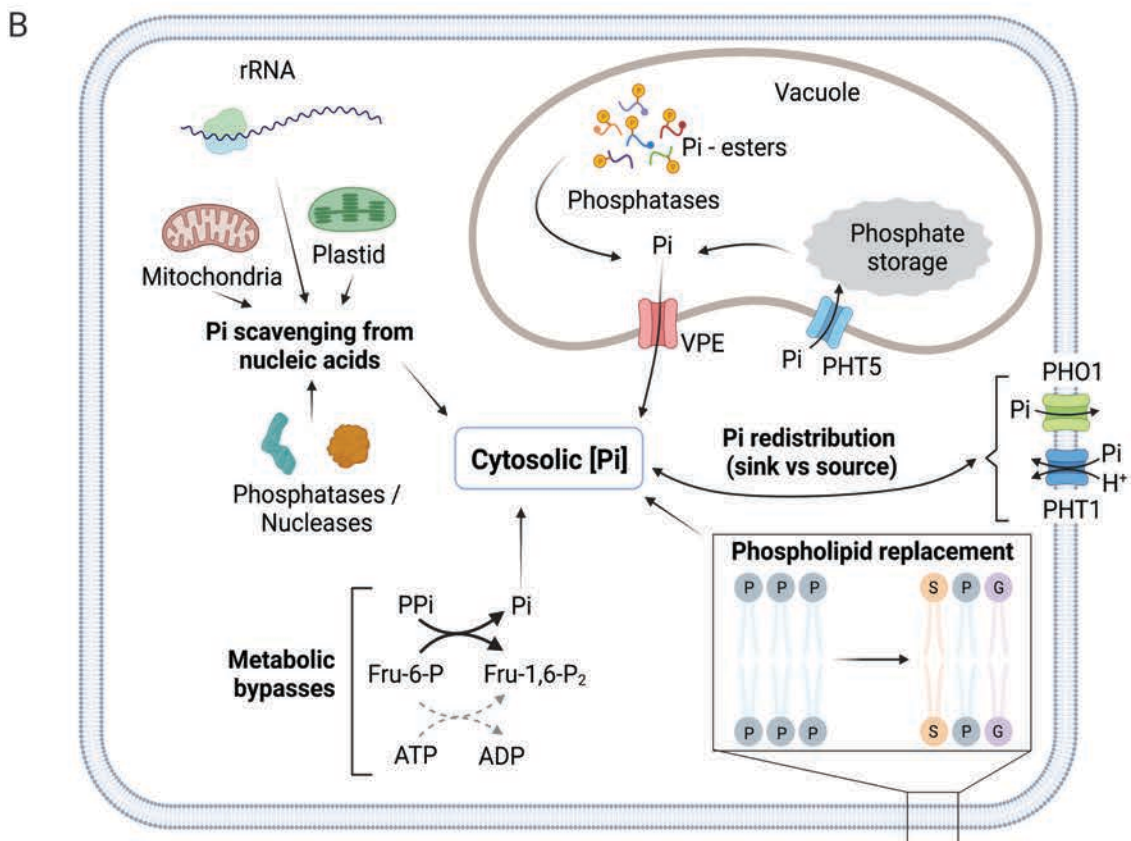 B
rRNA
Mitochondria
Plastid
Pi scavenging from
nucleic acids
Phosphatases /
Nucleases
Vacuole
P
P
P
P
P
P
Pi - esters
Phosphatases
Pi
Phosphate
storage
VPE
Pi
PHT5
Cytosolic [Pi]
Pi redistribution
(sink vs source)
PHO1
Pi
Pi
H⁺
PHT1
Metabolic
bypasses
PPi
Pi
Fru-6-P
Fru-1,6-P₂
ATP
ADP
Phospholipid replacement
P P P
S P G
P P P
S P G